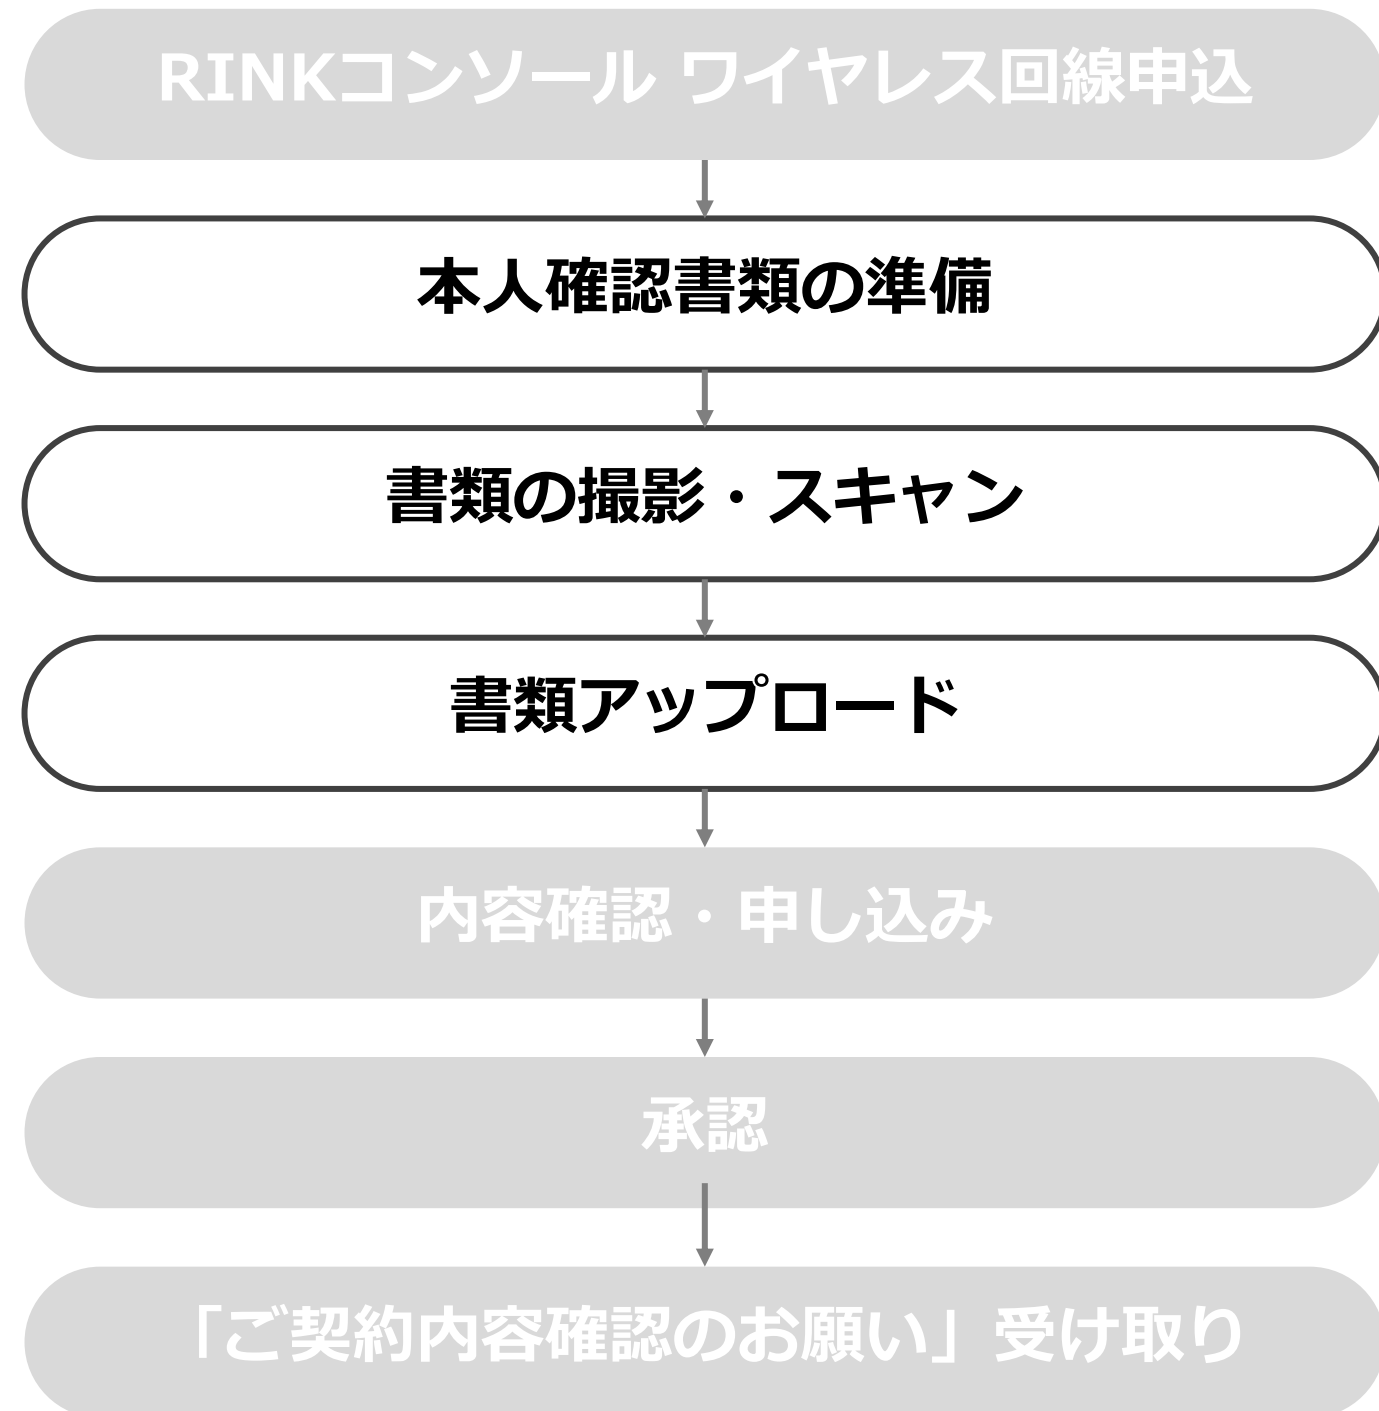 RINKコンソール ワイヤレス回線申込
本人確認書類の準備
書類の撮影・スキャン
書類アップロード
内容確認・申し込み
承認
「ご契約内容確認のお願い」受け取り